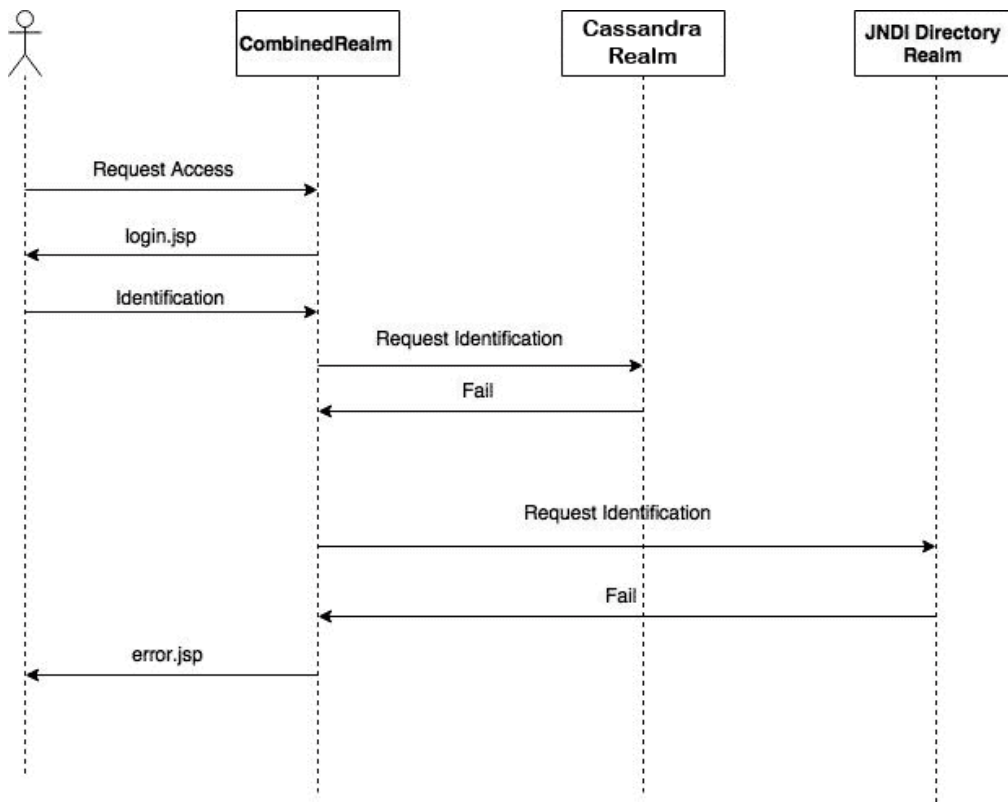 CombinedRealm
Cassandra
Realm
JNDI Directory
Realm
Request Access
login.jsp
Identification
Request Identification
Fail
Request Identification
Fail
error.jsp